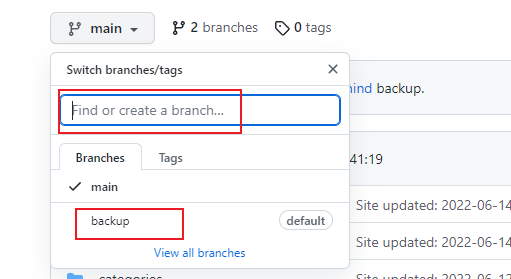 main
2 branches
0 tags
Switch branches/tags
Find or create a branch...
hind backup.
Branches
Tags
41:19
main
Site updated: 2022-06-14
backup
default
Site updated: 2022-06-1
View all branches
categories
Site updated: 2022-06-14